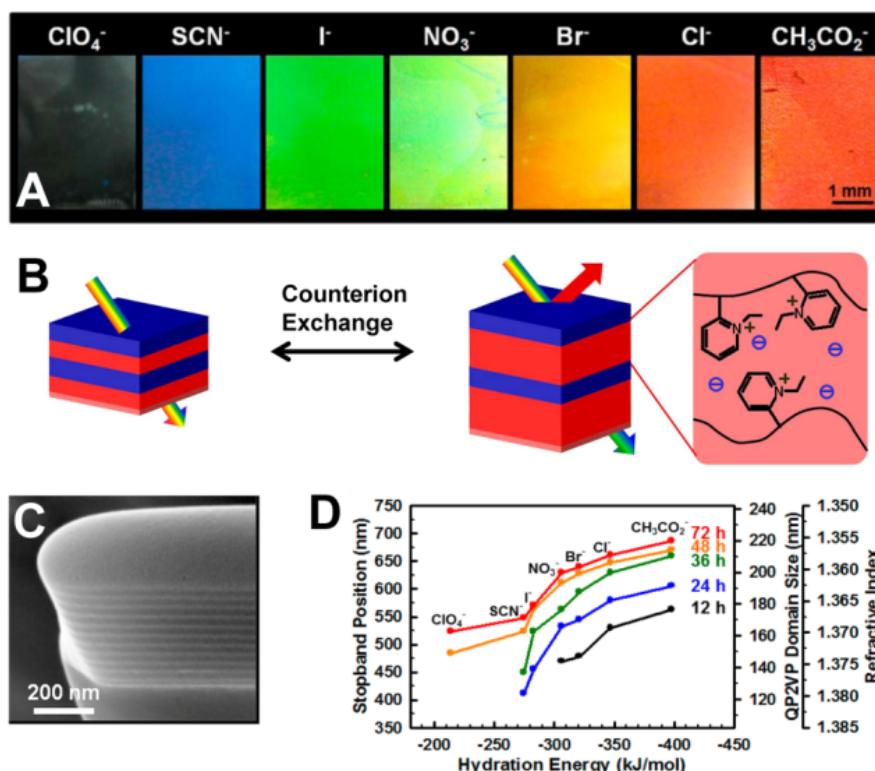 ClO₄⁻ SCN⁻ I⁻ NO₃⁻ Br⁻ Cl⁻ CH₃CO₂⁻
A
1 mm
B
Counterion
Exchange
N
+
⊖
N
+
⊖
⊖
N
+
⊖
C
200 nm
D
Stopband Position (nm)
750
700
650
600
550
500
450
400
350
ClO₄⁻
SCN⁻
I⁻
NO₃⁻
Br⁻
Cl⁻
CH₃CO₂⁻
72 h
48 h
36 h
24 h
12 h
240
220
200
180
160
140
120
QP2VP Domain Size (nm)
1.350
1.355
1.360
1.365
1.370
1.375
1.380
1.385
Refractive Index
-200 -250 -300 -350 -400 -450
Hydration Energy (kJ/mol)